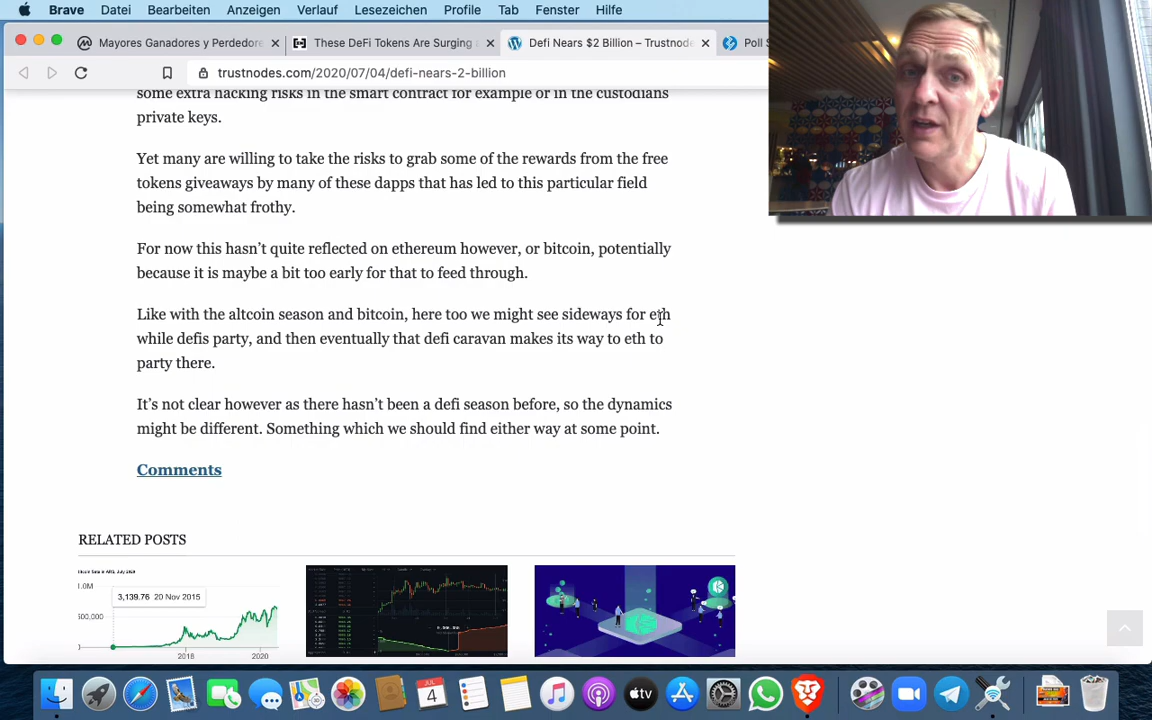 Brave Datei Bearbeiten Anzeigen Verlauf Lesezeichen Profile Tab Fenster Hilfe
Mayores Ganadores y Perdedore
These DeFi Tokens Are Surging
Defi Nears $2 Billion – Trustnode
Poll S
trustnodes.com/2020/07/04/defi-nears-2-billion
some extra hacking risks in the smart contract for example or in the custodians
private keys.
Yet many are willing to take the risks to grab some of the rewards from the free
tokens giveaways by many of these dapps that has led to this particular field
being somewhat frothy.
For now this hasn't quite reflected on ethereum however, or bitcoin, potentially
because it is maybe a bit too early for that to feed through.
Like with the altcoin season and bitcoin, here too we might see sideways for eth
while defis party, and then eventually that defi caravan makes its way to eth to
party there.
It's not clear however as there hasn't been a defi season before, so the dynamics
might be different. Something which we should find either way at some point.
Comments
RELATED POSTS
3,139.76 20 Nov 2015
2018 2020
4
tv